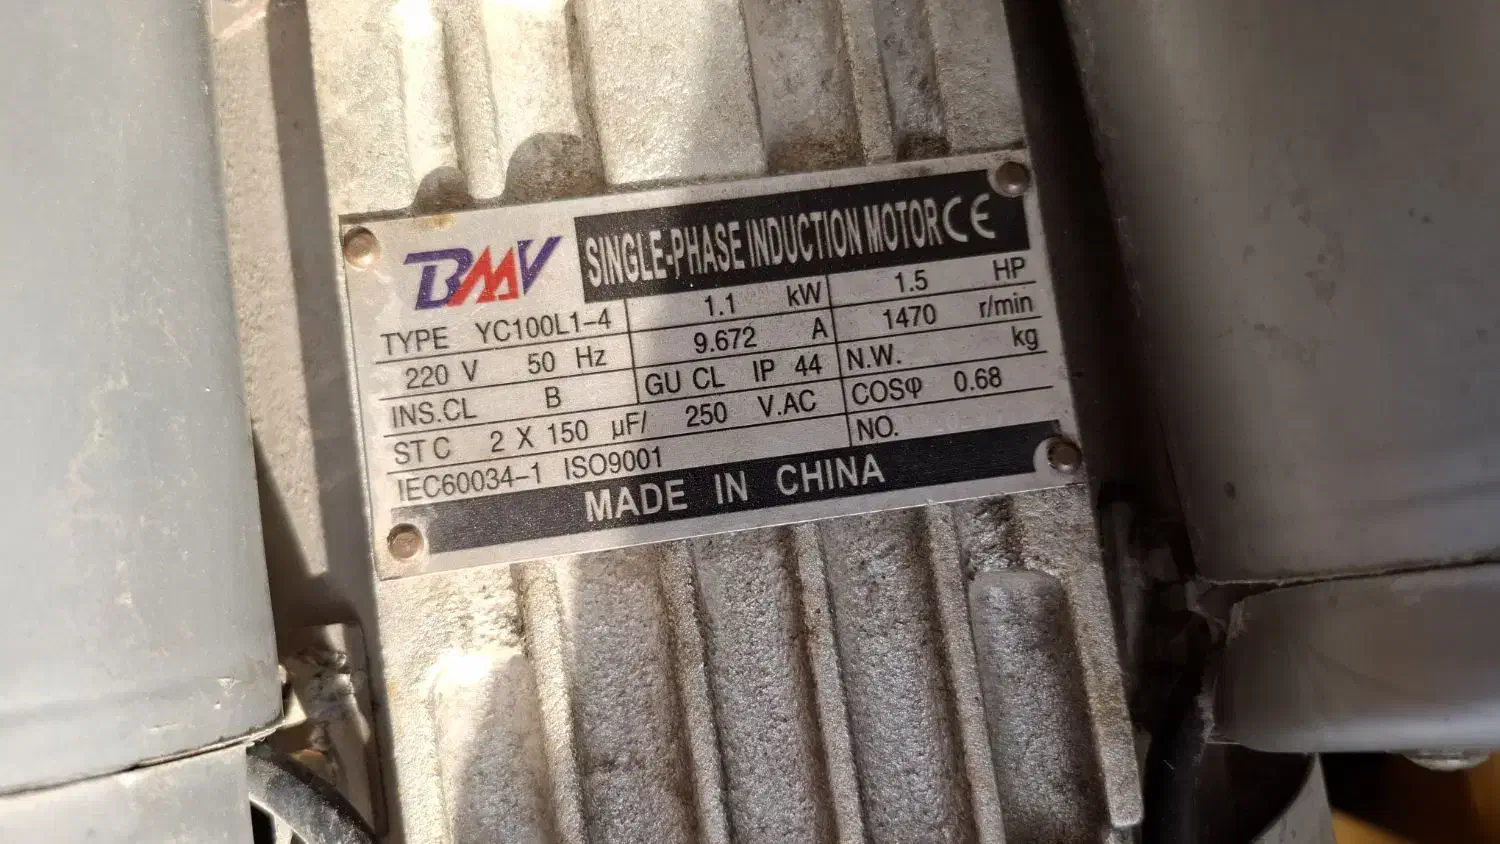 BMV SINGLE-PHASE INDUCTION MOTOR CE
TYPE YC100L1-4 1.1 kW 1.5 HP
220 V 50 Hz 9.672 A 1470 r/min
INS.CL B GU CL IP 44 N.W. kg
ST C 2 X 150 µF/ 250 V.AC COSφ 0.68
IEC60034-1 ISO9001 NO.
MADE IN CHINA